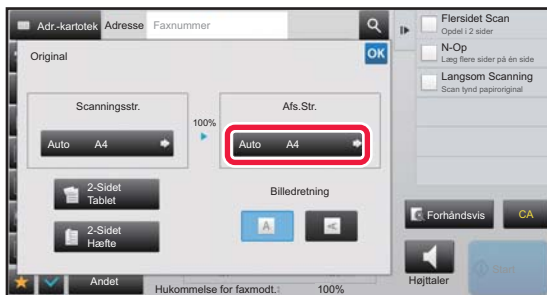 Adr.-kartotek Adresse Faxnummer
Original
OK
Scanningsstr.
100%
Afs.Str.
Auto A4
Auto A4
2-Sidet
Tablet
2-Sidet
Hæfte
Billedretning
A
A
Andet
Hukommelse for faxmodt.: 100%
Flersidet Scan
Opdel i 2 sider
N-Op
Læg flere sider på én side
Langsom Scanning
Scan tynd papiroriginal
Forhåndsvis
CA
Højttaler
Start